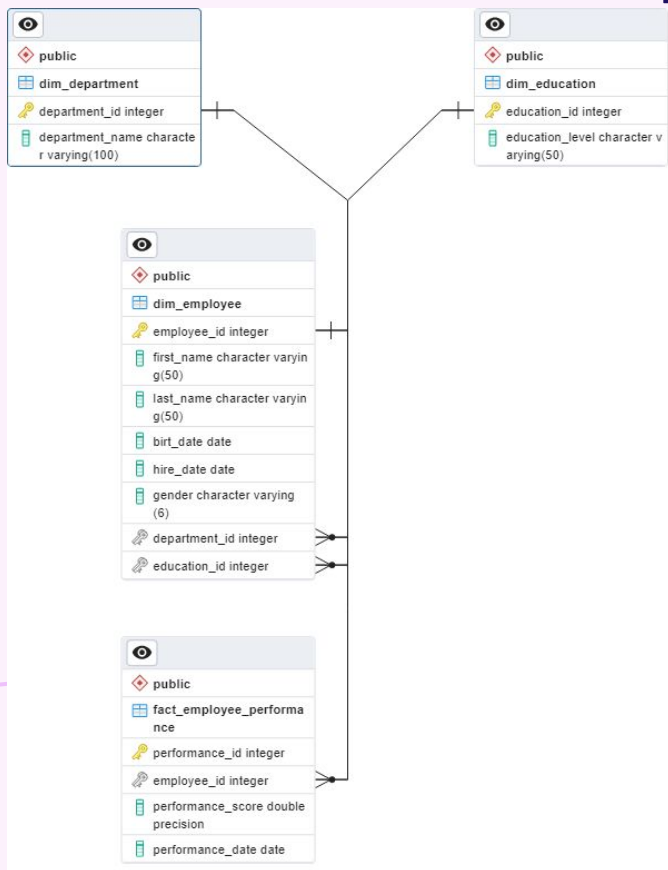 public
dim_department
department_id integer
department_name characte
r varying(100)
public
dim_education
education_id integer
education_level character v
arying(50)
public
dim_employee
employee_id integer
first_name character varyin
g(50)
last_name character varyin
g(50)
birt_date date
hire_date date
gender character varying
(6)
department_id integer
education_id integer
public
fact_employee_performa
nce
performance_id integer
employee_id integer
performance_score double
precision
performance_date date